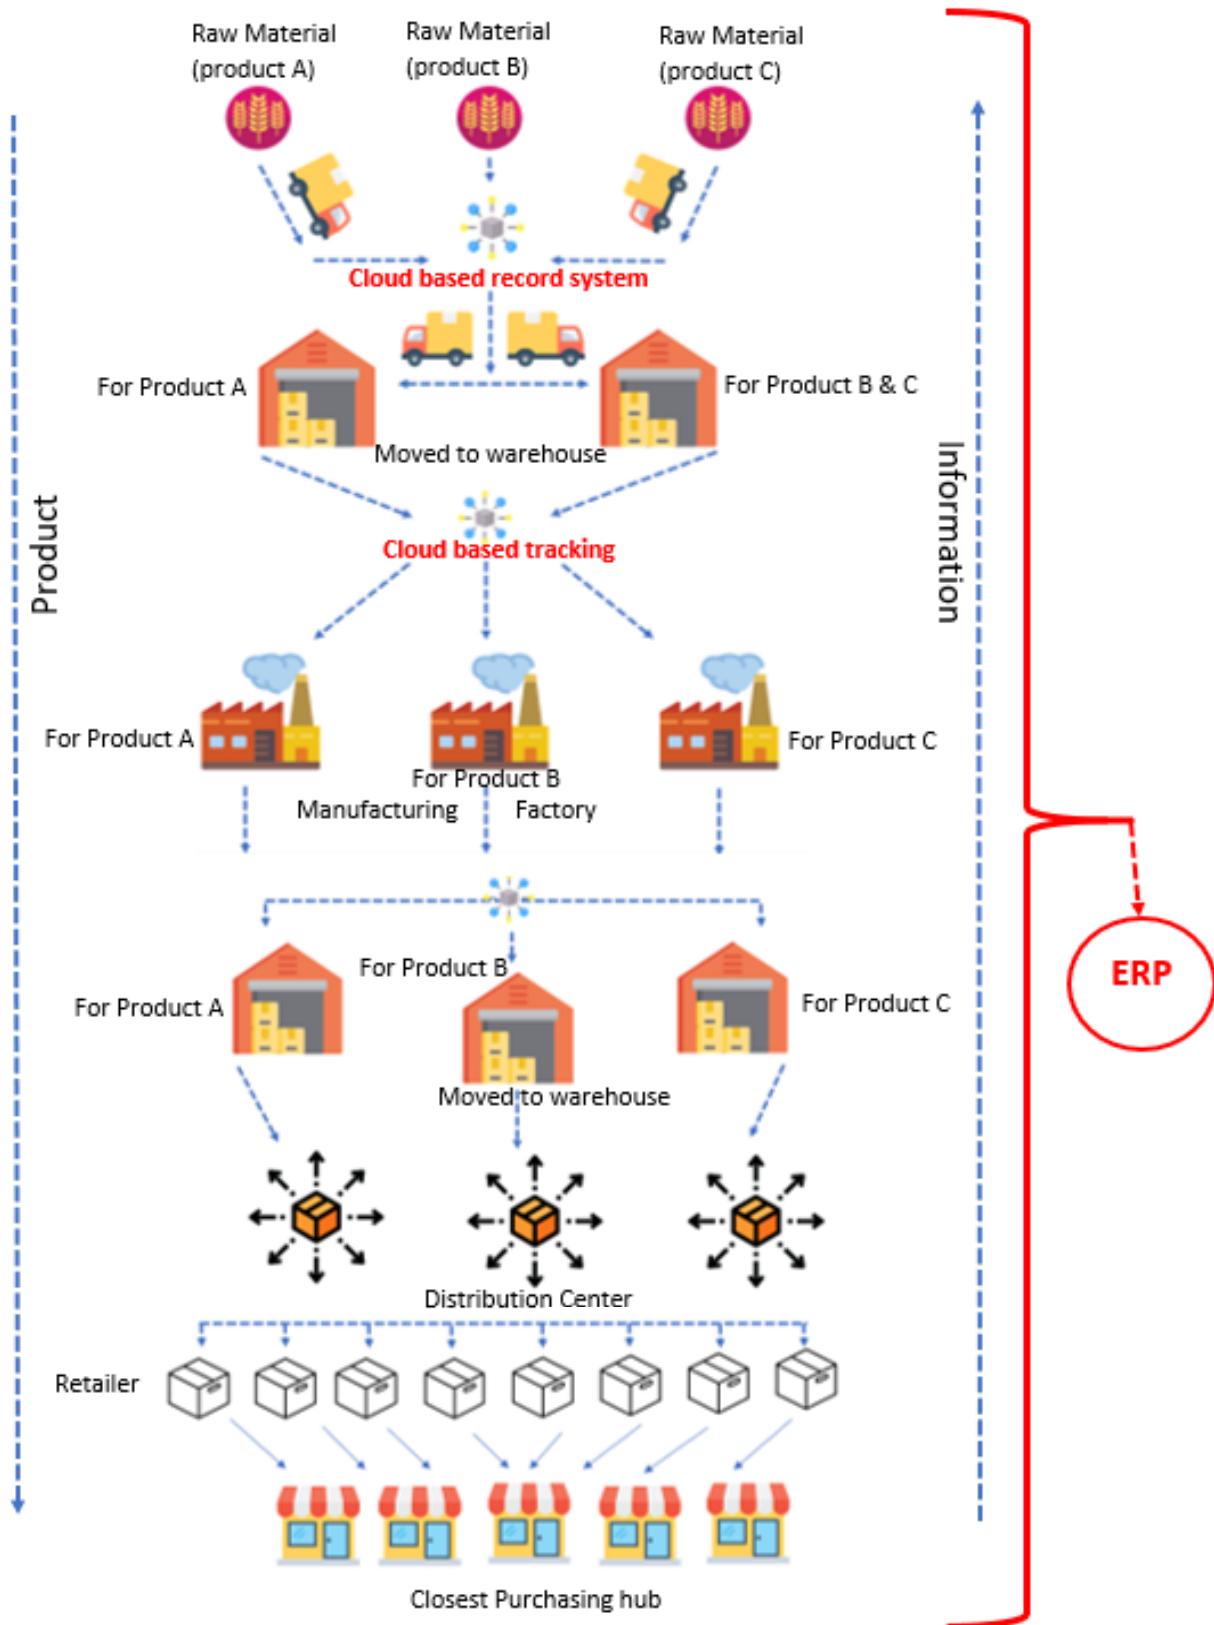 Raw Material
(product A)
Raw Material
(product B)
Raw Material
(product C)
Cloud based record system
For Product A
For Product B & C
Moved to warehouse
Product
Information
Cloud based tracking
For Product A
For Product B
For Product C
Manufacturing Factory
ERP
For Product A
For Product B
For Product C
Moved to warehouse
Distribution Center
Retailer
Closest Purchasing hub